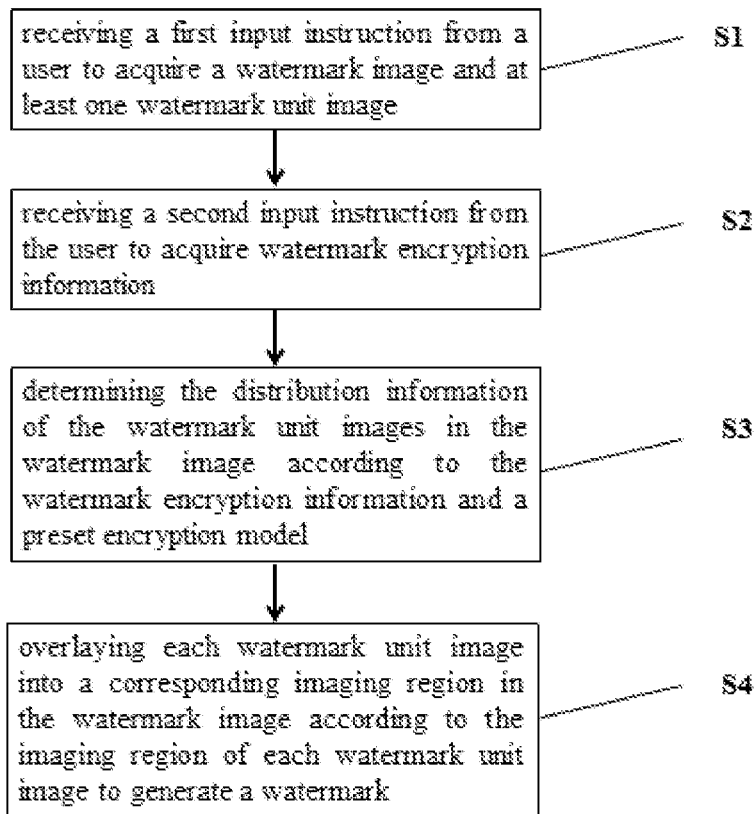 receiving a first input instruction from a
user to acquire a watermark image and at
least one watermark unit image
S1
receiving a second input instruction from
the user to acquire watermark encryption
information
S2
determining the distribution information
of the watermark unit images in the
watermark image according to the
watermark encryption information and a
preset encryption model
S3
overlaying each watermark unit image
into a corresponding imaging region in
the watermark image according to the
imaging region of each watermark unit
image to generate a watermark
S4